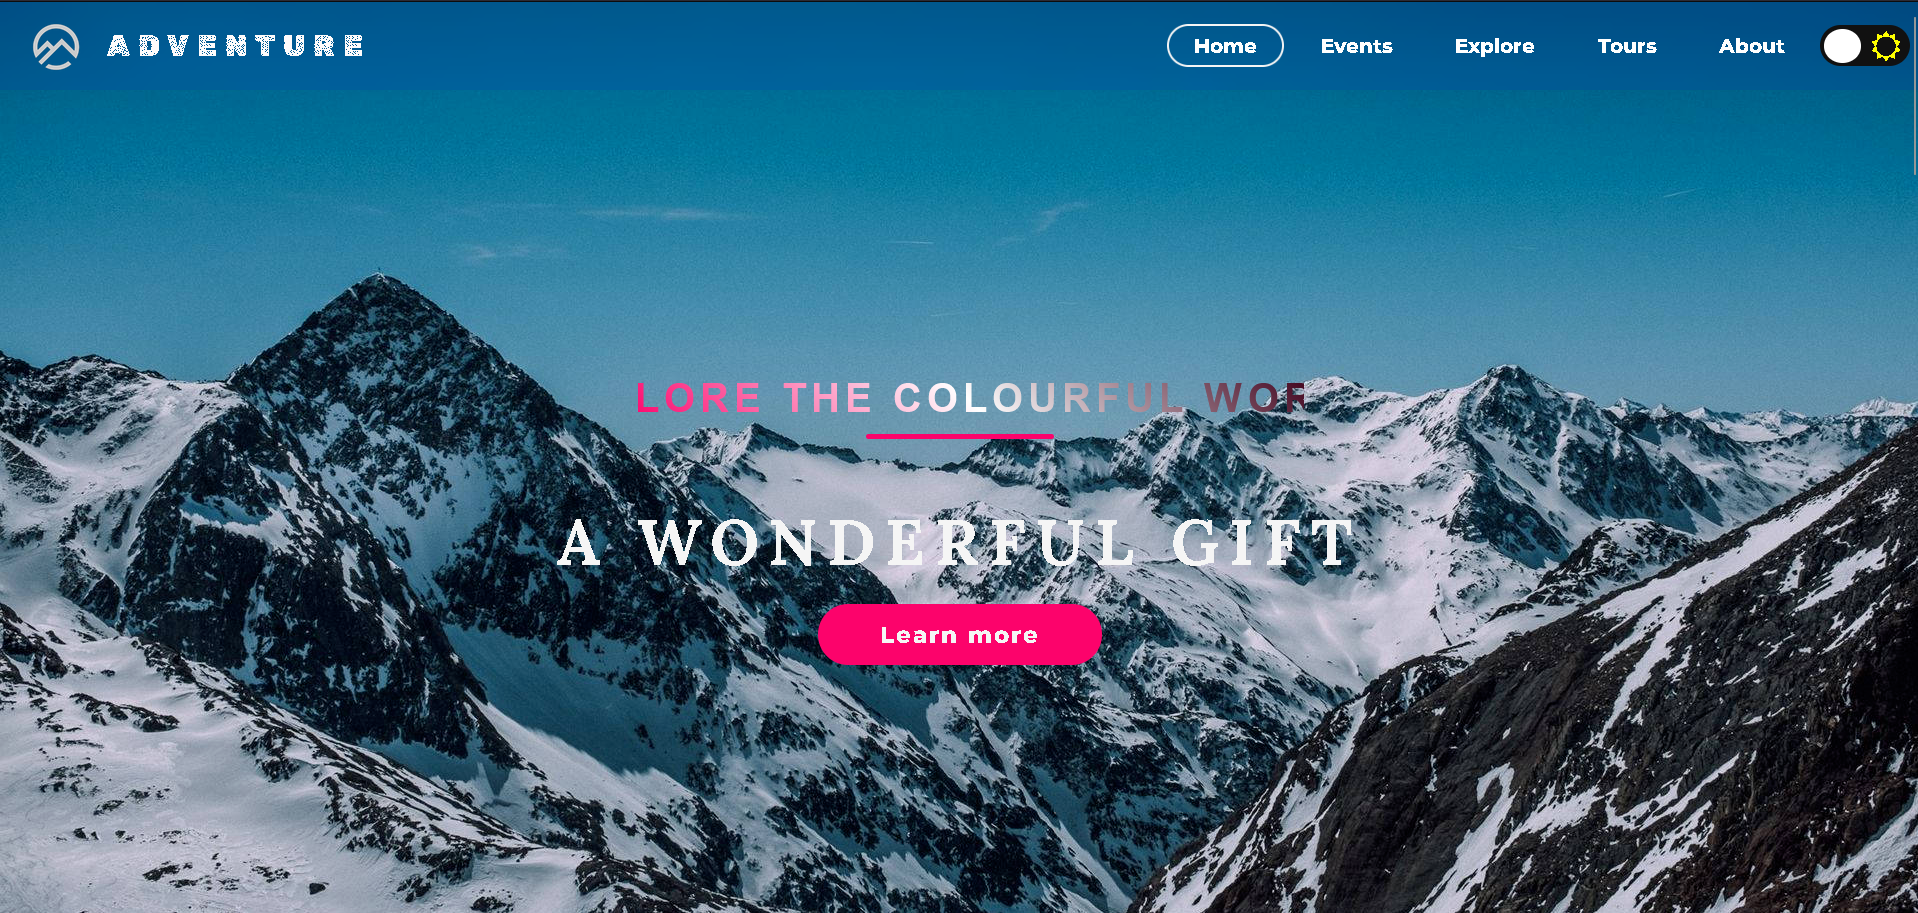 ADVENTURE
Home Events Explore Tours About
LORE THE COLOURFUL WOR
A WONDERFUL GIFT
Learn more